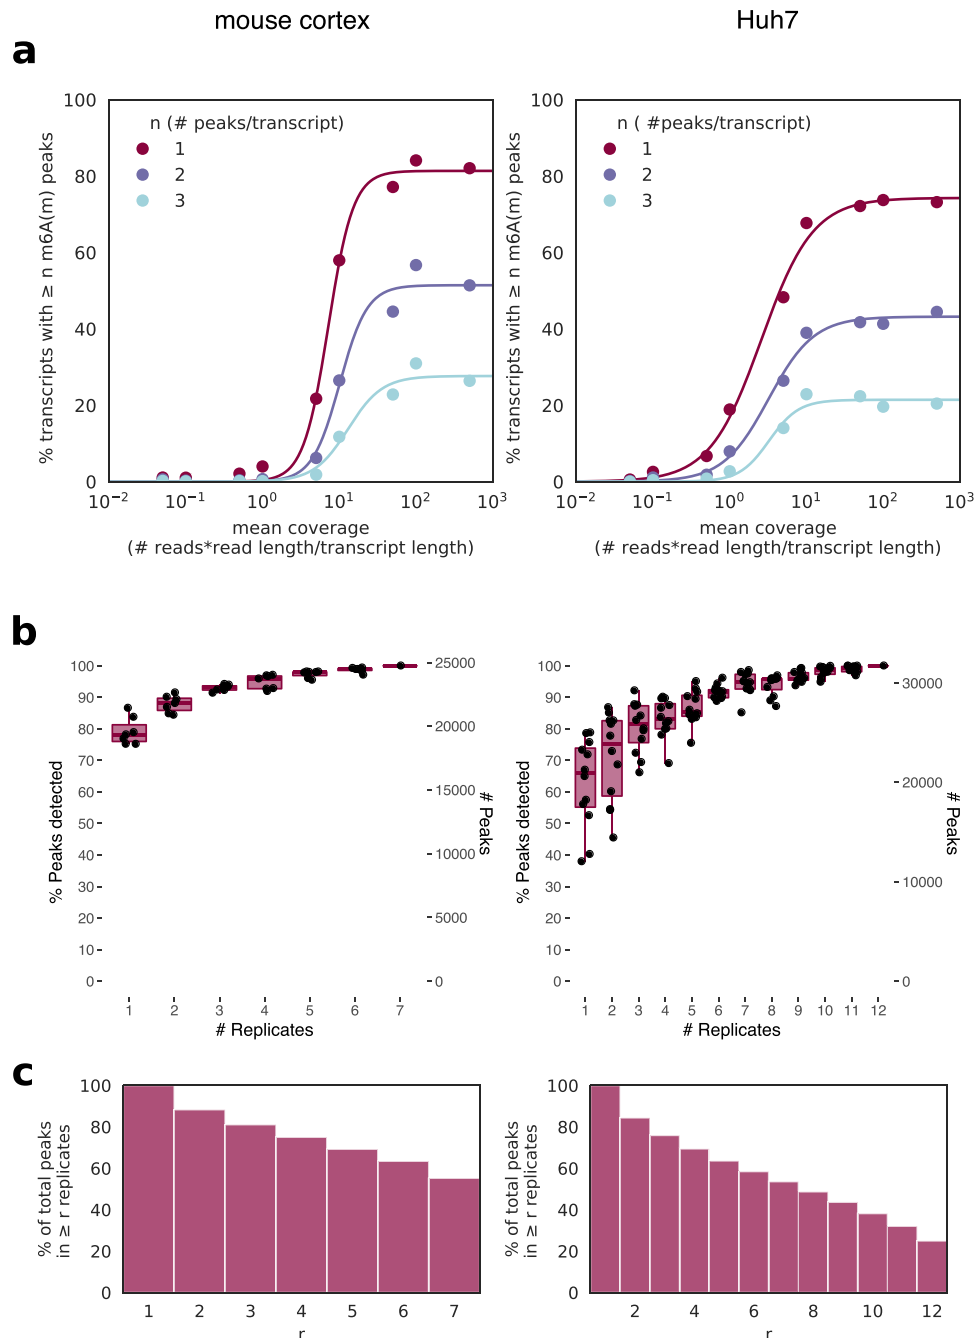 mouse cortex
Huh7
a
100
80
60
40
20
0
% transcripts with ≥ n m6A(m) peaks
n (# peaks/transcript)
1
2
3
10⁻² 10⁻¹ 10⁰ 10¹ 10² 10³
mean coverage
(# reads*read length/transcript length)
100
80
60
40
20
0
% transcripts with ≥ n m6A(m) peaks
n ( #peaks/transcript)
1
2
3
10⁻² 10⁻¹ 10⁰ 10¹ 10² 10³
mean coverage
(# reads*read length/transcript length)
b
100
90
80
70
60
50
40
30
20
10
0
% Peaks detected
25000
20000
15000
10000
5000
0
# Peaks
1 2 3 4 5 6 7
# Replicates
100
90
80
70
60
50
40
30
20
10
0
% Peaks detected
30000
20000
10000
0
# Peaks
1 2 3 4 5 6 7 8 9 10 11 12
# Replicates
c
100
80
60
40
20
0
% of total peaks
in ≥ r replicates
1 2 3 4 5 6 7
r
100
80
60
40
20
0
% of total peaks
in ≥ r replicates
2 4 6 8 10 12
r